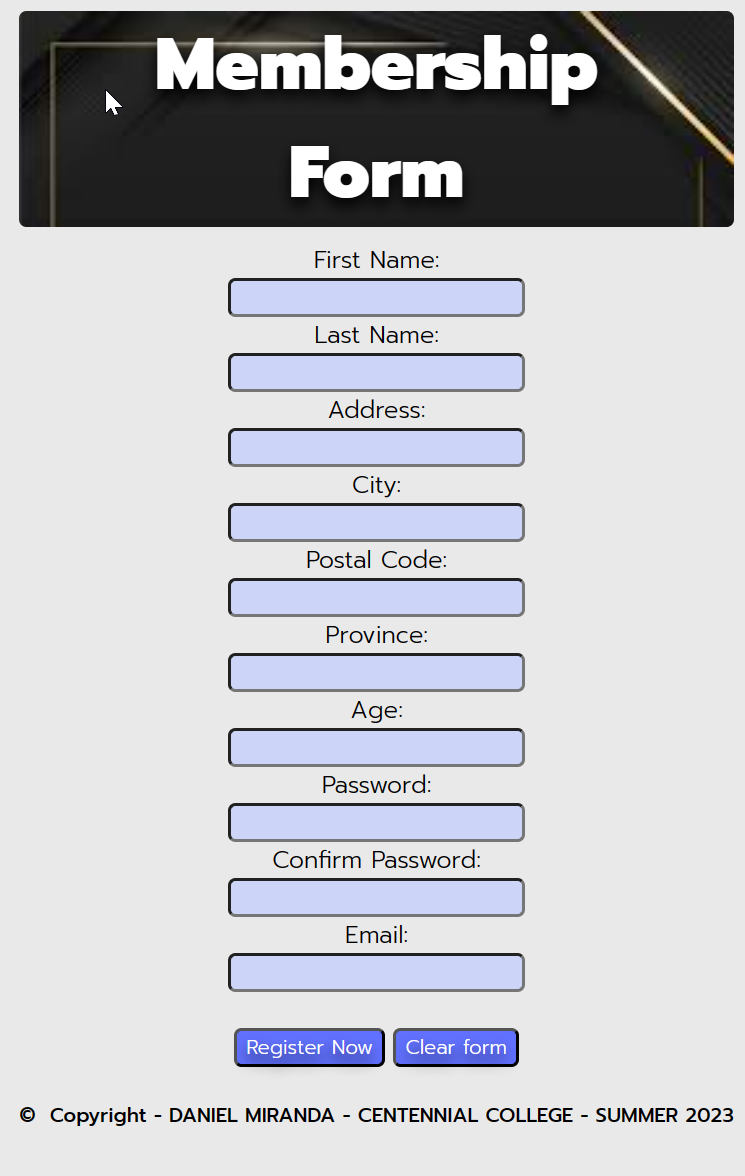 Membership
Form
First Name:
Last Name:
Address:
City:
Postal Code:
Province:
Age:
Password:
Confirm Password:
Email:
Register Now Clear form
© Copyright - DANIEL MIRANDA - CENTENNIAL COLLEGE - SUMMER 2023